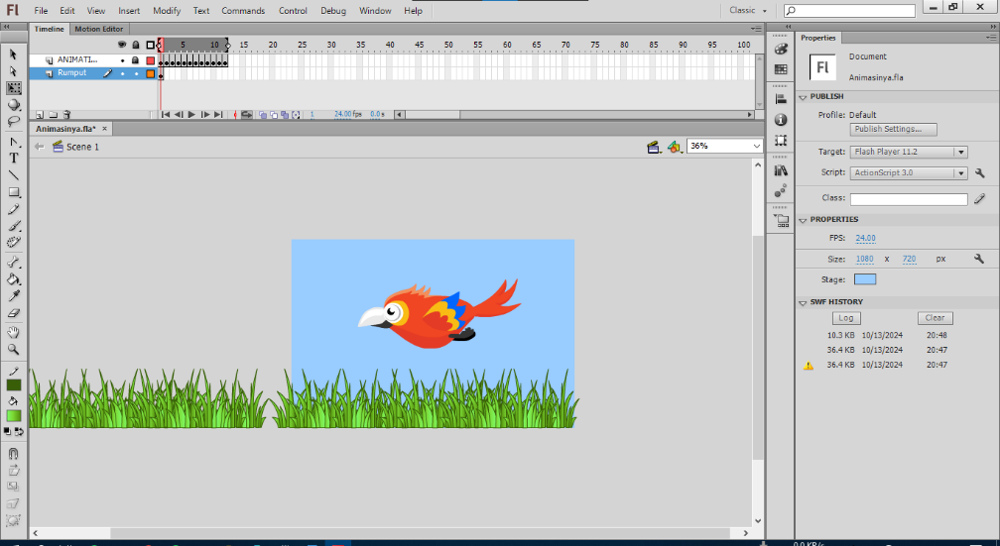 Fl File Edit View Insert Modify Text Commands Control Debug Window Help Classic
Timeline Motion Editor
5 10 15 20 25 30 35 40 45 50 55 60 65 70 75 80 85 90 95 100
ANIMATI...
Rumput
1 24.00 fps 0.0 s
Animasinya.fla*
Scene 1 36%
Properties
Fl
Document
Animasinya.fla
PUBLISH
Profile: Default
Publish Settings...
Target: Flash Player 11.2
Script: ActionScript 3.0
Class:
PROPERTIES
FPS: 24.00
Size: 1080 x 720 px
Stage:
SWF HISTORY
Log Clear
10.3 KB 10/13/2024 20:48
36.4 KB 10/13/2024 20:47
36.4 KB 10/13/2024 20:47